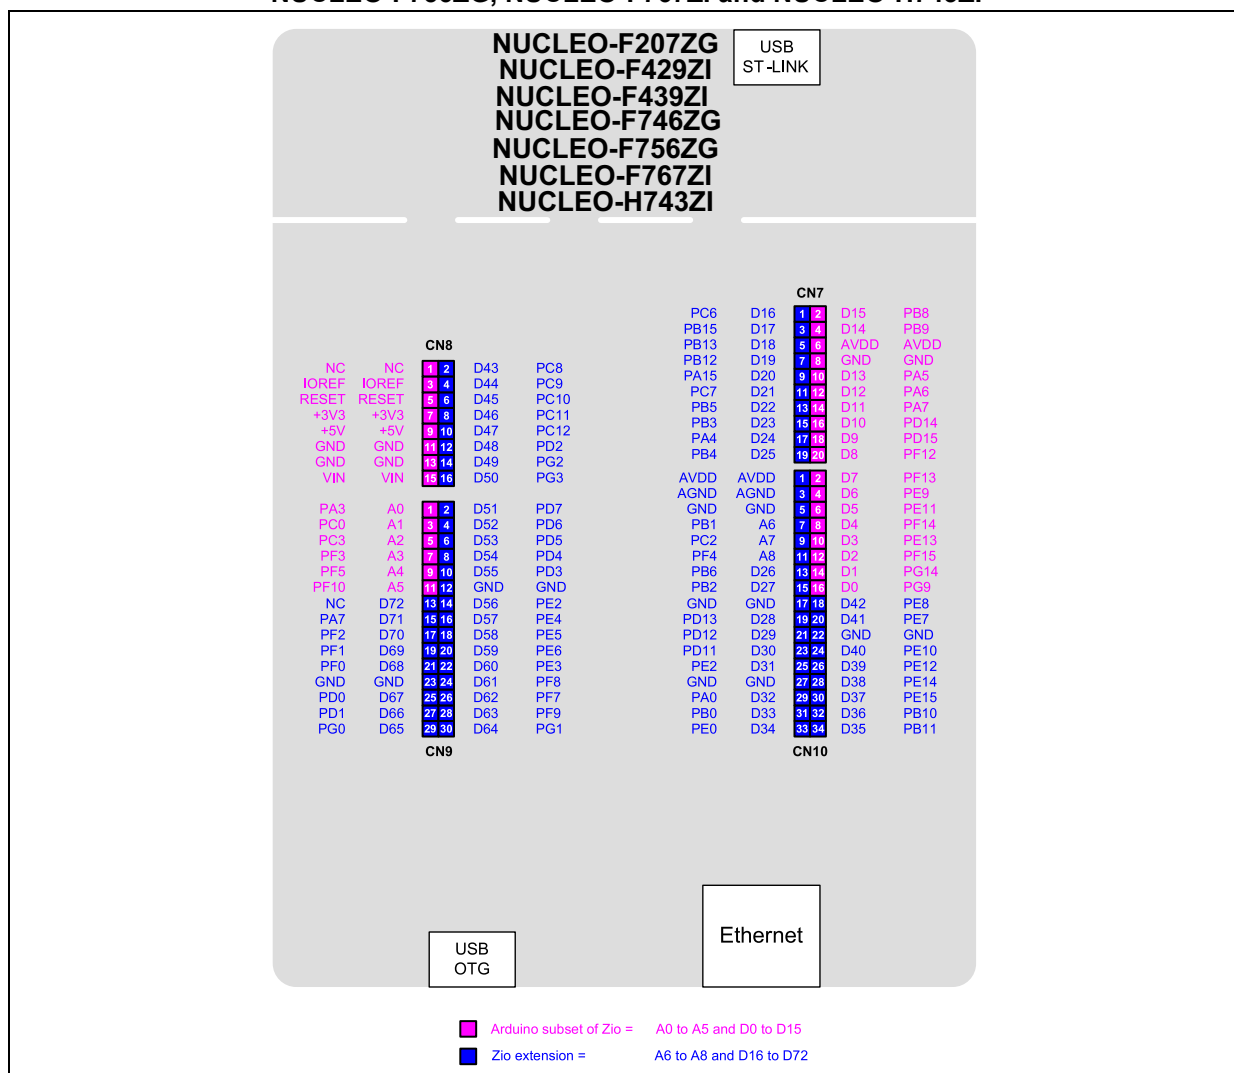 NUCLEO-F207ZG
NUCLEO-F429ZI
NUCLEO-F439ZI
NUCLEO-F746ZG
NUCLEO-F756ZG
NUCLEO-F767ZI
NUCLEO-H743ZI
USB
ST-LINK
CN8
NC NC 1 2 D43 PC8
IOREF IOREF 3 4 D44 PC9
RESET RESET 5 6 D45 PC10
+3V3 +3V3 7 8 D46 PC11
+5V +5V 9 10 D47 PC12
GND GND 11 12 D48 PD2
GND GND 13 14 D49 PG2
VIN VIN 15 16 D50 PG3
PA3 A0 1 2 D51 PD7
PC0 A1 3 4 D52 PD6
PC3 A2 5 6 D53 PD5
PF3 A3 7 8 D54 PD4
PF5 A4 9 10 D55 PD3
PF10 A5 11 12 GND GND
NC D72 13 14 D56 PE2
PA7 D71 15 16 D57 PE4
PF2 D70 17 18 D58 PE5
PF1 D69 19 20 D59 PE6
PF0 D68 21 22 D60 PE3
GND GND 23 24 D61 PF8
PD0 D67 25 26 D62 PF7
PD1 D66 27 28 D63 PF9
PG0 D65 29 30 D64 PG1
CN9
CN7
PC6 D16 1 2 D15 PB8
PB15 D17 3 4 D14 PB9
PB13 D18 5 6 AVDD AVDD
PB12 D19 7 8 GND GND
PA15 D20 9 10 D13 PA5
PC7 D21 11 12 D12 PA6
PB5 D22 13 14 D11 PA7
PB3 D23 15 16 D10 PD14
PA4 D24 17 18 D9 PD15
PB4 D25 19 20 D8 PF12
AVDD AVDD 1 2 D7 PF13
AGND AGND 3 4 D6 PE9
GND GND 5 6 D5 PE11
PB1 A6 7 8 D4 PF14
PC2 A7 9 10 D3 PE13
PF4 A8 11 12 D2 PF15
PB6 D26 13 14 D1 PG14
PB2 D27 15 16 D0 PG9
GND GND 17 18 D42 PE8
PD13 D28 19 20 D41 PE7
PD12 D29 21 22 GND GND
PD11 D30 23 24 D40 PE10
PE2 D31 25 26 D39 PE12
GND GND 27 28 D38 PE14
PA0 D32 29 30 D37 PE15
PB0 D33 31 32 D36 PB10
PE0 D34 33 34 D35 PB11
CN10
USB
OTG
Ethernet
Arduino subset of Zio = A0 to A5 and D0 to D15
Zio extension = A6 to A8 and D16 to D72